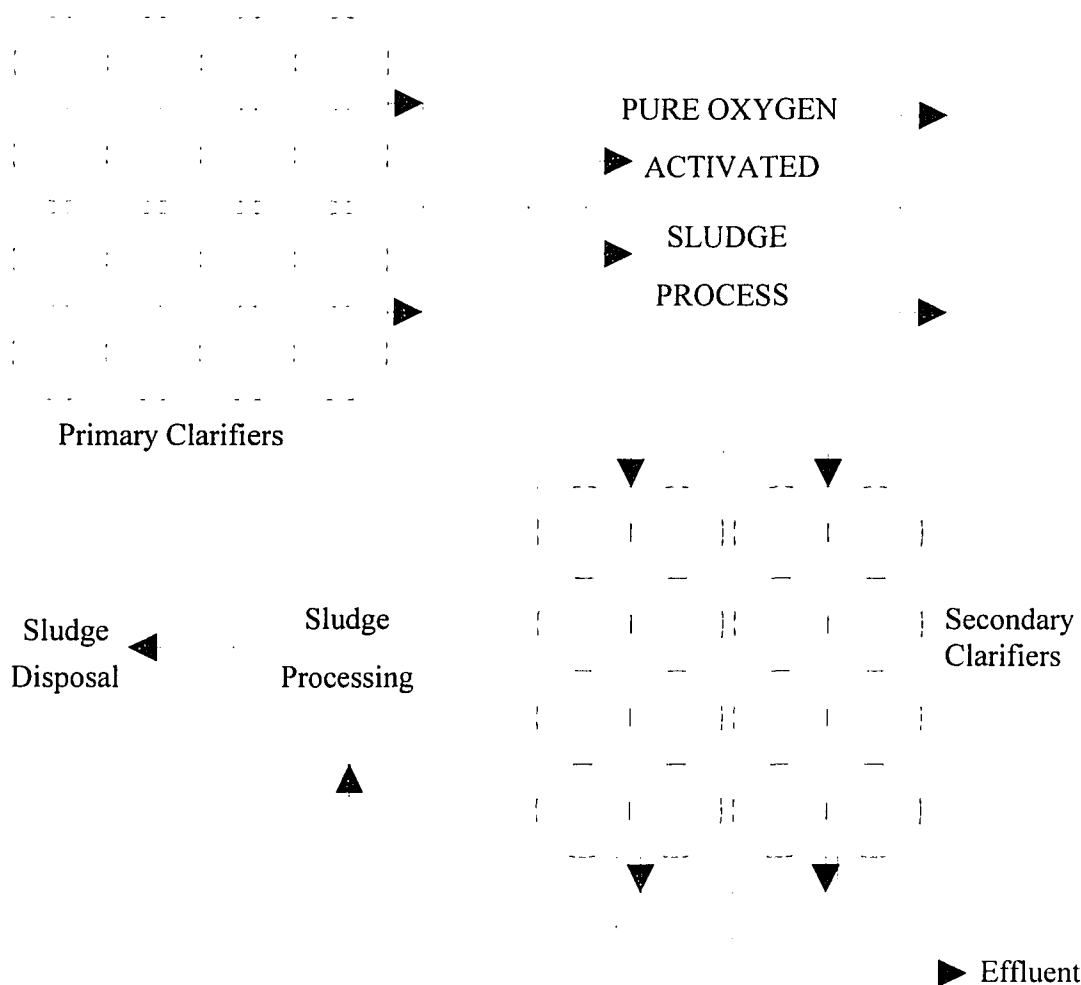 PURE OXYGEN
ACTIVATED
SLUDGE
PROCESS
Primary Clarifiers
Sludge
Disposal
Sludge
Processing
Secondary
Clarifiers
Effluent